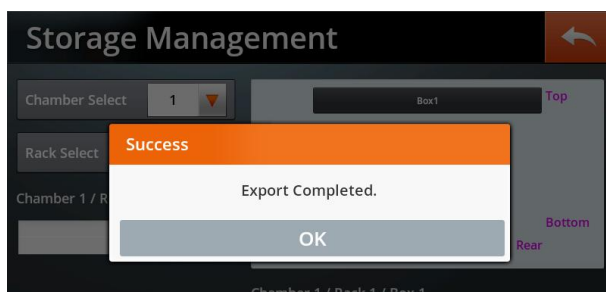 Storage Management
Chamber Select 1
Box1
Top
Rack Select
Success
Chamber 1 / R
Export Completed.
OK
Bottom
Rear
Chamber 1 / Rack 1 / Box 1